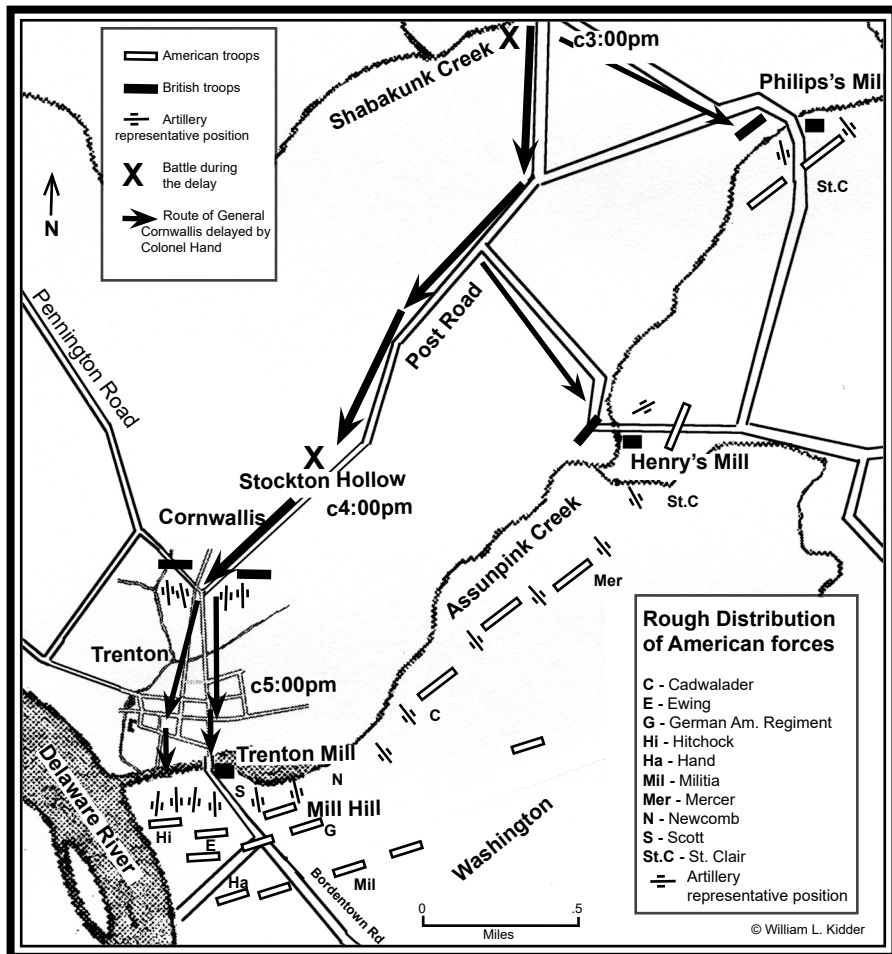 American troops
British troops
Artillery
representative position
X
Battle during
the delay
Route of General
Cornwallis delayed by
Colonel Hand
N
X
c3:00pm
Shabakunk Creek
Philips's Mill
St.C
Pennington Road
Post Road
X
Stockton Hollow
c4:00pm
Henry's Mill
St.C
Cornwallis
Assunpink Creek
Mer
Trenton
c5:00pm
C
Delaware River
Trenton Mill
S
N
Mill Hill
Hi
E
G
Washington
Ha
Mil
Bordentown Rd
0
.5
Miles
Rough Distribution
of American forces
C - Cadwalader
E - Ewing
G - German Am. Regiment
Hi - Hitchock
Ha - Hand
Mil - Militia
Mer - Mercer
N - Newcomb
S - Scott
St.C - St. Clair
Artillery
representative position
© William L. Kidder